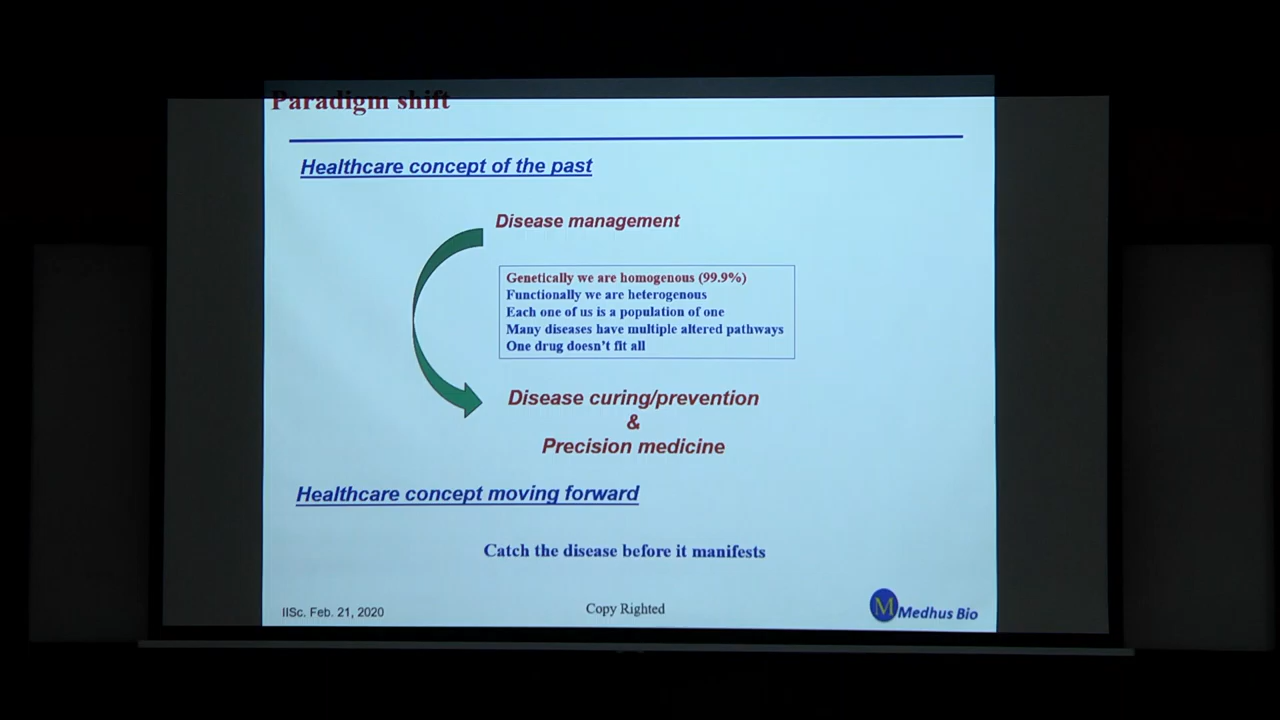 Paradigm shift
Healthcare concept of the past
Disease management
Genetically we are homogenous (99.9%)
Functionally we are heterogenous
Each one of us is a population of one
Many diseases have multiple altered pathways
One drug doesn't fit all
Disease curing/prevention
&
Precision medicine
Healthcare concept moving forward
Catch the disease before it manifests
IISc. Feb. 21, 2020
Copy Righted
M Medhus Bio